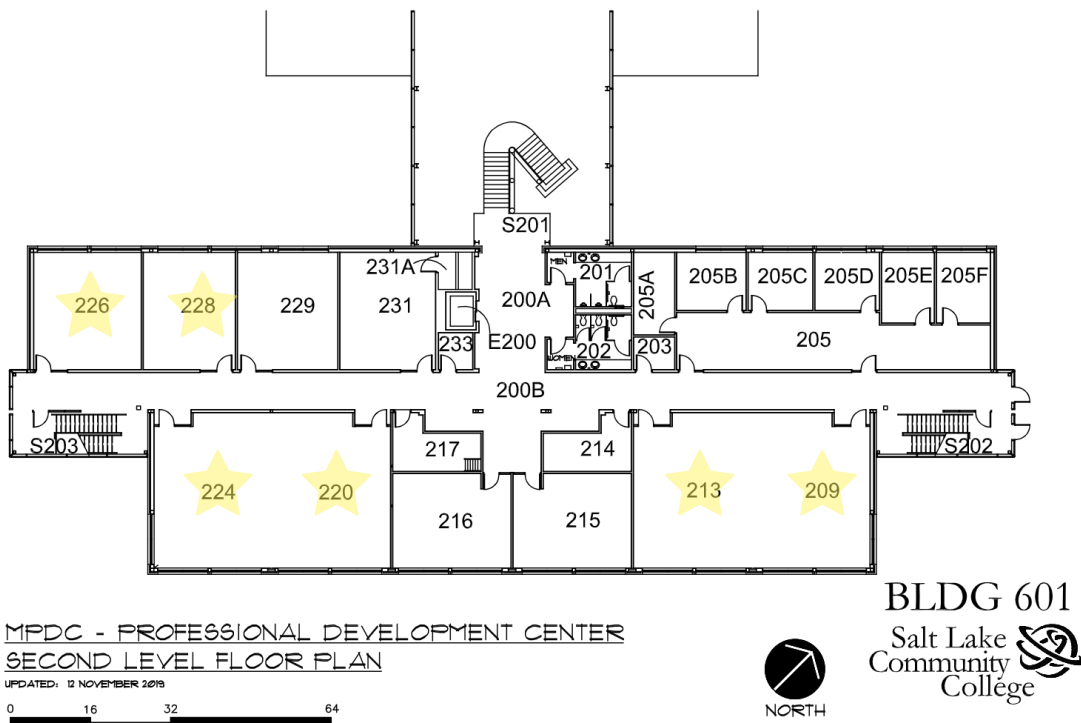 S201
MEN
201
231A
205A
205B
205C
205D
205E
205F
226
228
229
231
200A
E200
233
WOMEN
202
203
205
200B
S203
217
214
S202
224
220
213
209
216
215
BLDG 601
Salt Lake
Community
College
MPDC - PROFESSIONAL DEVELOPMENT CENTER
SECOND LEVEL FLOOR PLAN
UPDATED: 12 NOVEMBER 2019
0 16 32 64
NORTH